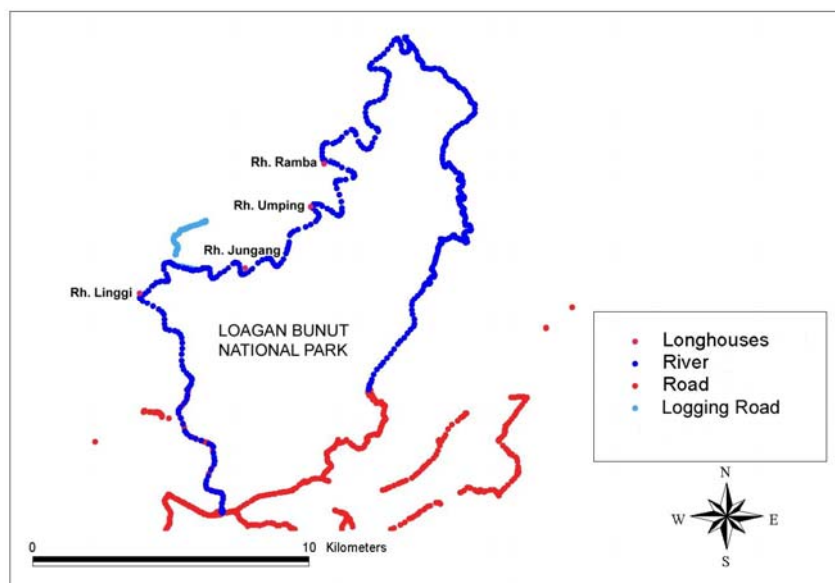 Rh. Ramba
Rh. Umping
Rh. Jungang
Rh. Linggi
LOAGAN BUNUT
NATIONAL PARK
Longhouses
River
Road
Logging Road
N
W E
S
0 10 Kilometers